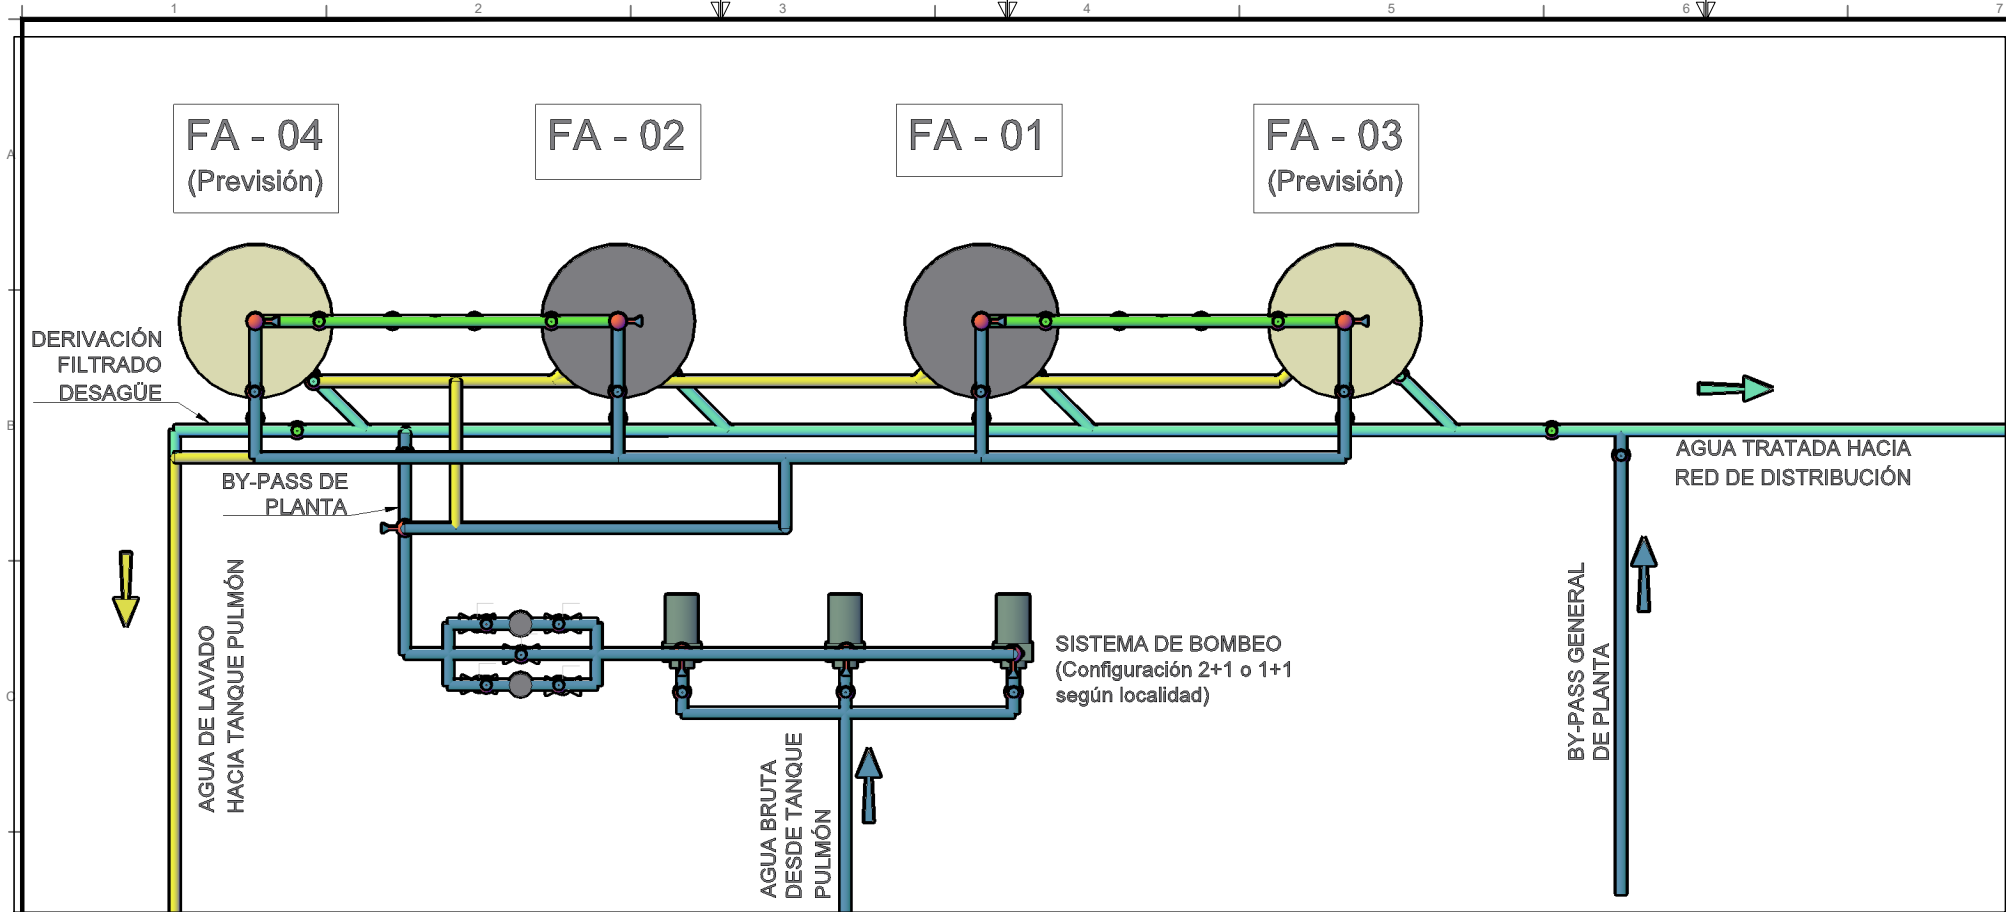 1 2 3 4 5 6 7
A
FA - 04
(Previsión)
FA - 02
FA - 01
FA - 03
(Previsión)
DERIVACIÓN
FILTRADO
DESAGÜE
B
BY-PASS DE
PLANTA
AGUA TRATADA HACIA
RED DE DISTRIBUCIÓN
AGUA DE LAVADO
HACIA TANQUE PULMÓN
C
SISTEMA DE BOMBEO
(Configuración 2+1 o 1+1
según localidad)
AGUA BRUTA
DESDE TANQUE
PULMÓN
BY-PASS GENERAL
DE PLANTA